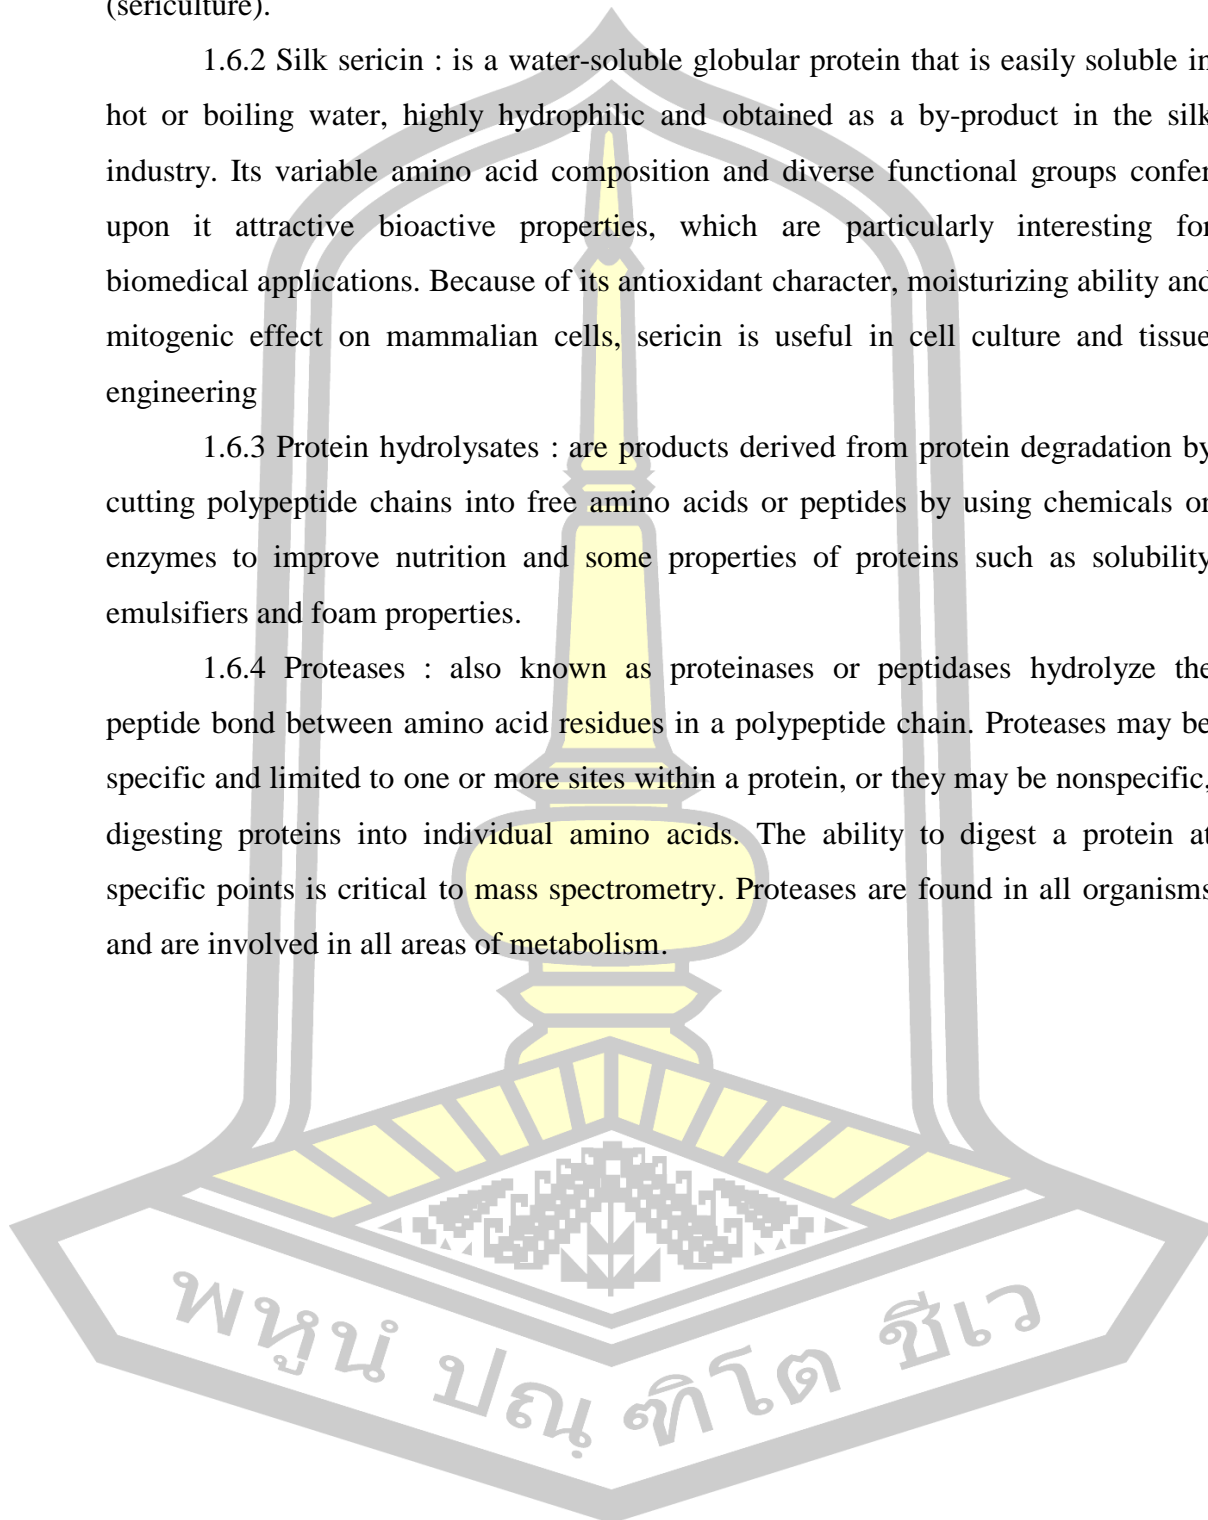 (sericulture).
1.6.2 Silk sericin : is a water-soluble globular protein that is easily soluble in
hot or boiling water, highly hydrophilic and obtained as a by-product in the silk
industry. Its variable amino acid composition and diverse functional groups confer
upon it attractive bioactive properties, which are particularly interesting for
biomedical applications. Because of its antioxidant character, moisturizing ability and
mitogenic effect on mammalian cells, sericin is useful in cell culture and tissue
engineering
1.6.3 Protein hydrolysates : are products derived from protein degradation by
cutting polypeptide chains into free amino acids or peptides by using chemicals or
enzymes to improve nutrition and some properties of proteins such as solubility
emulsifiers and foam properties.
1.6.4 Proteases : also known as proteinases or peptidases hydrolyze the
peptide bond between amino acid residues in a polypeptide chain. Proteases may be
specific and limited to one or more sites within a protein, or they may be nonspecific,
digesting proteins into individual amino acids. The ability to digest a protein at
specific points is critical to mass spectrometry. Proteases are found in all organisms
and are involved in all areas of metabolism.
พหูนํ ปณฺ ฑิโต ชีเว